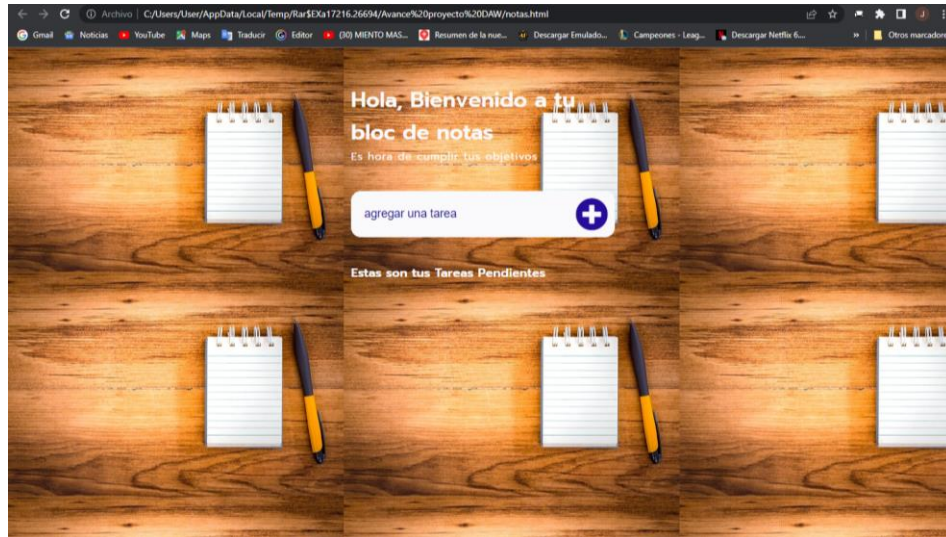 Archivo | C:/Users/User/AppData/Local/Temp/Rar$EXa17216.26694/Avance%20proyecto%20DAW/notas.html
Gmail Noticias YouTube Maps Traducir Editor (30) MIENTO MAS... Resumen de la nue... Descargar Emulado... Campeones - Leag... Descargar Netflix 6.... » Otros marcadore
Hola, Bienvenido a tu
bloc de notas
Es hora de cumplir tus objetivos
agregar una tarea
Estas son tus Tareas Pendientes